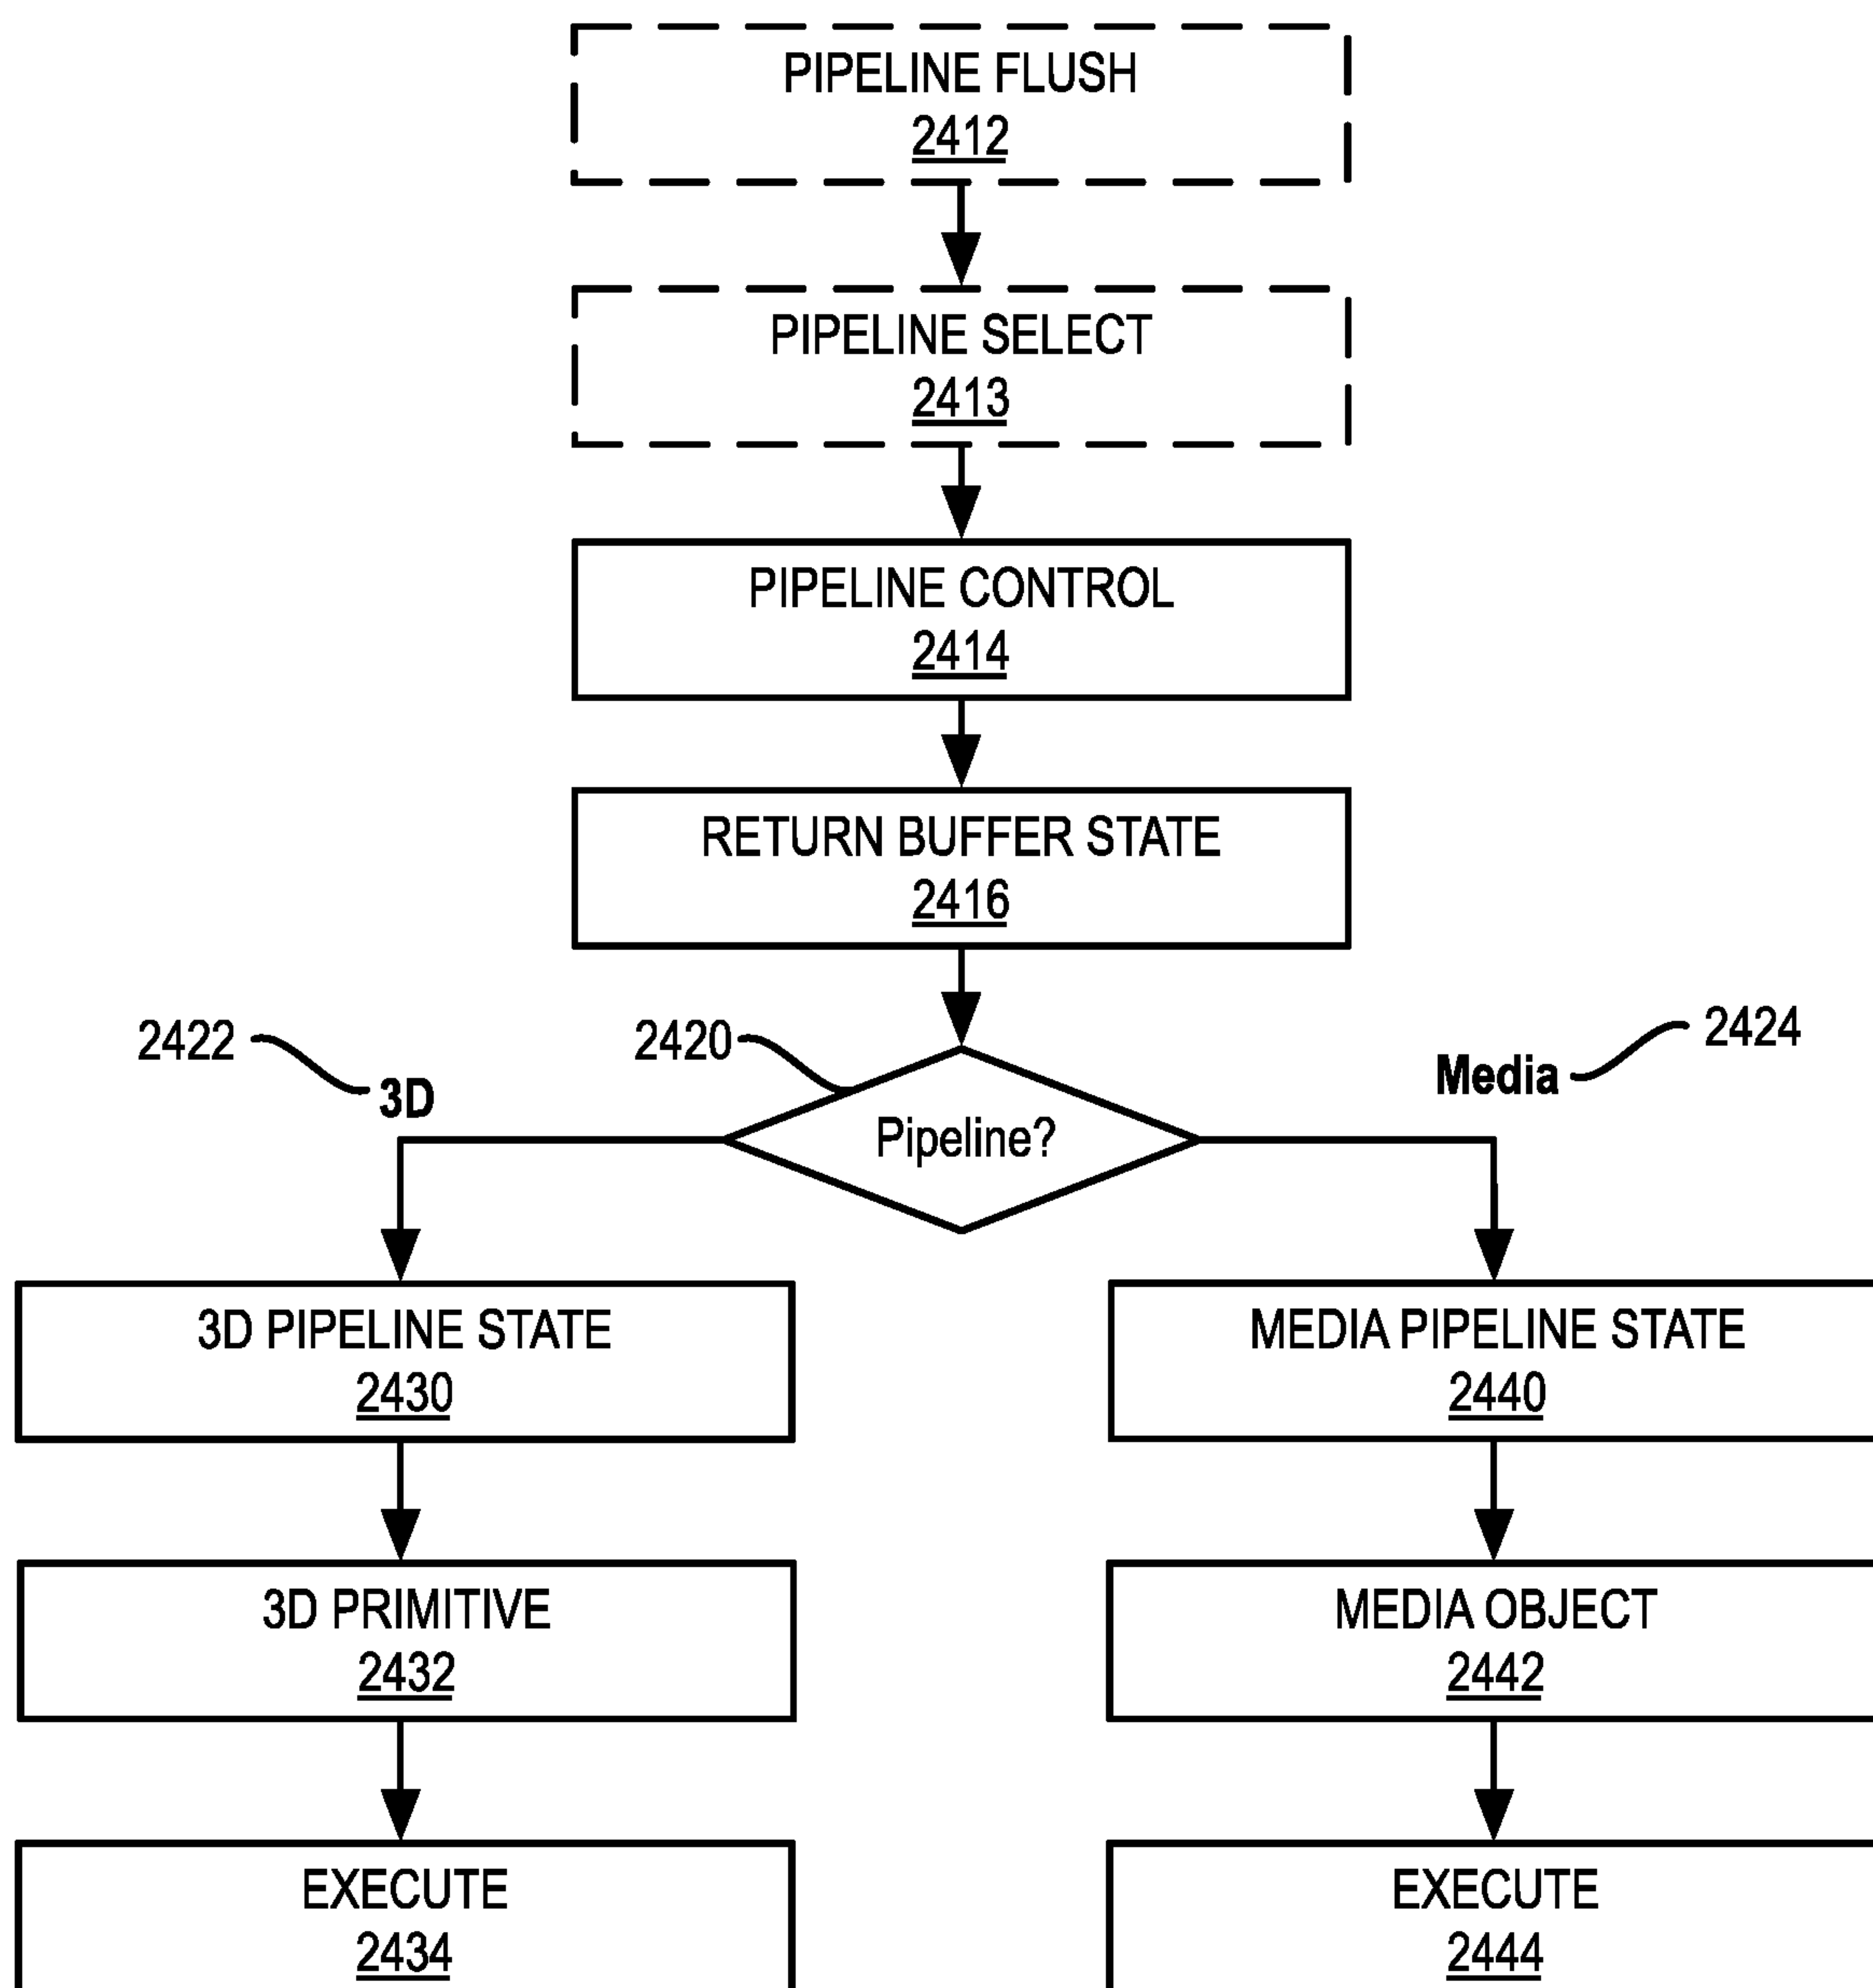 PIPELINE FLUSH
2412
PIPELINE SELECT
2413
PIPELINE CONTROL
2414
RETURN BUFFER STATE
2416
2422
3D
2420
Pipeline?
Media
2424
3D PIPELINE STATE
2430
MEDIA PIPELINE STATE
2440
3D PRIMITIVE
2432
MEDIA OBJECT
2442
EXECUTE
2434
EXECUTE
2444